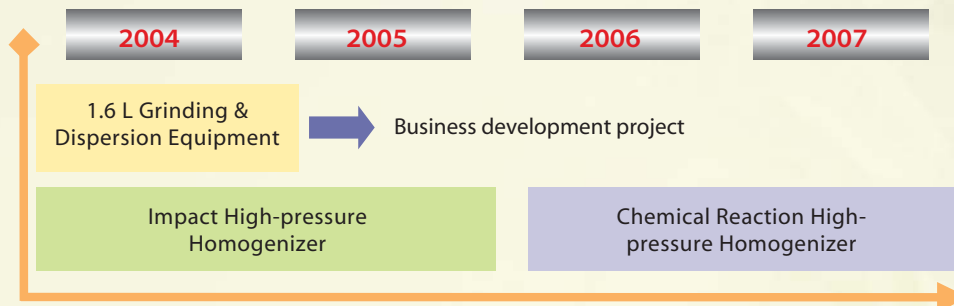 2004 2005 2006 2007
1.6 L Grinding &
Dispersion Equipment
Business development project
Impact High-pressure
Homogenizer
Chemical Reaction High-
pressure Homogenizer